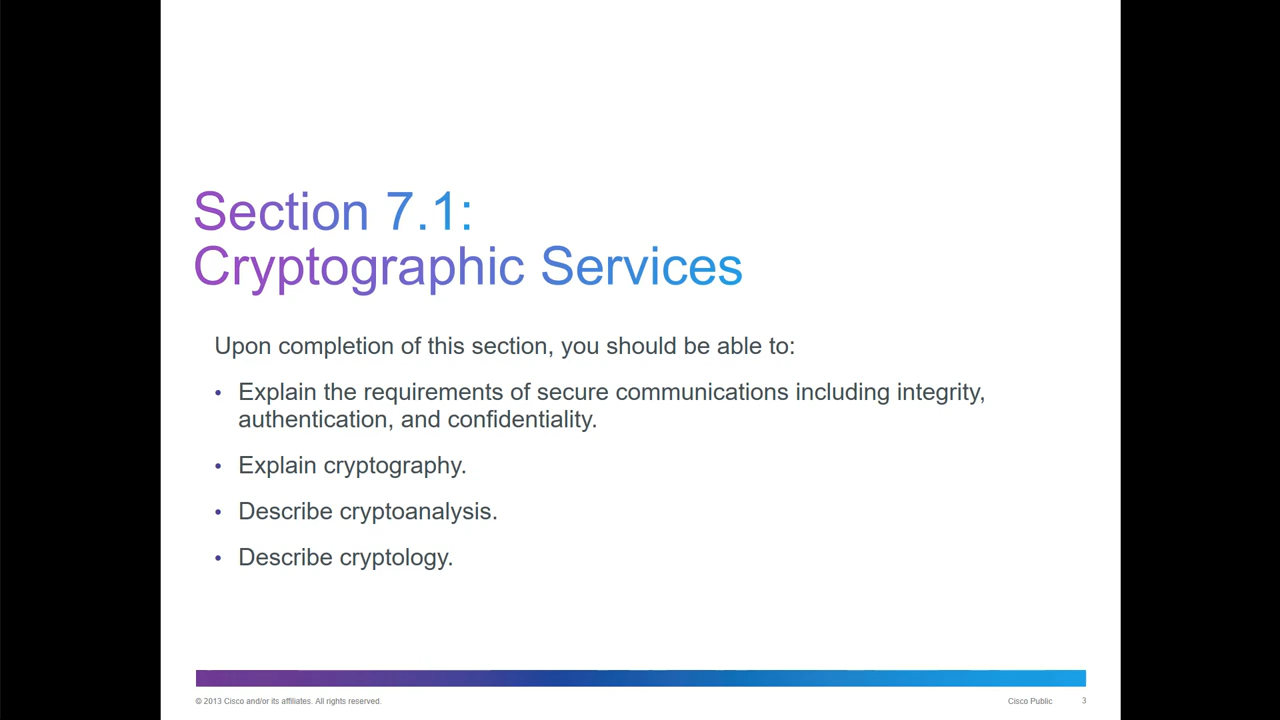 Section 7.1:
Cryptographic Services
Upon completion of this section, you should be able to:
• Explain the requirements of secure communications including integrity,
authentication, and confidentiality.
• Explain cryptography.
• Describe cryptoanalysis.
• Describe cryptology.
© 2013 Cisco and/or its affiliates. All rights reserved.
Cisco Public 3